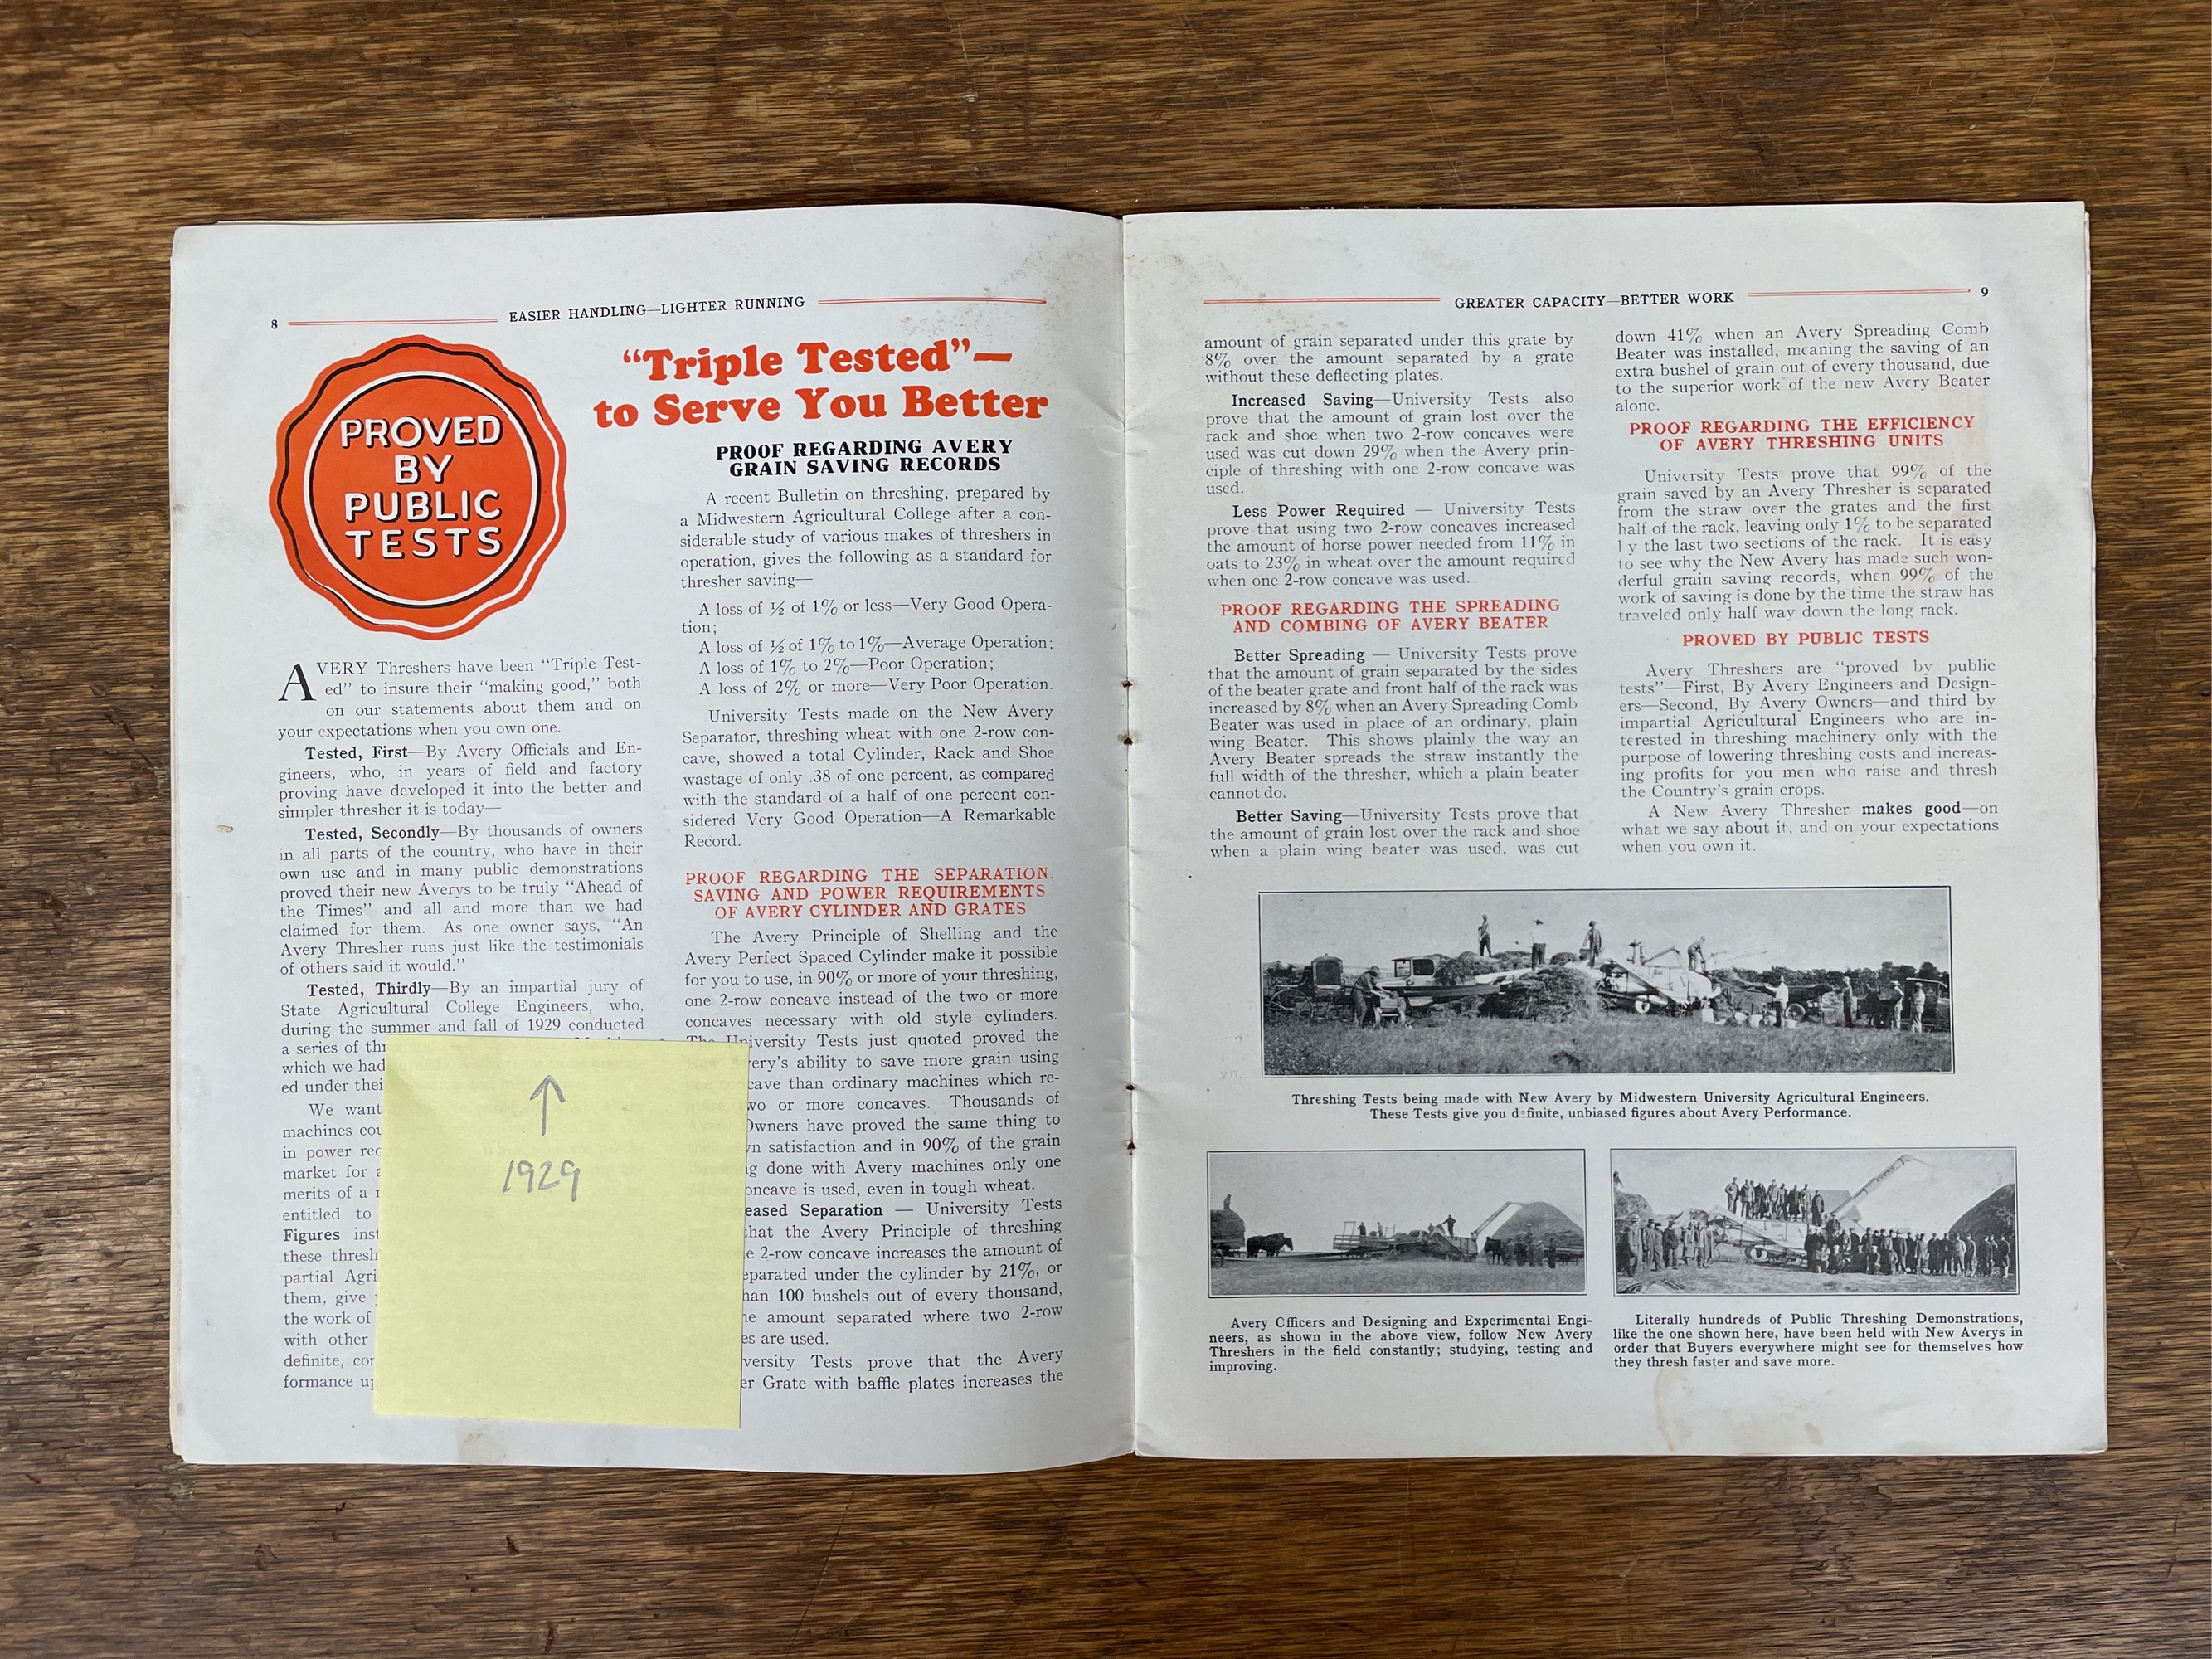 8
EASIER HANDLING—LIGHTER RUNNING
PROVED
BY
PUBLIC
TESTS
“Triple Tested”—
to Serve You Better
AVERY Threshers have been “Triple Test-
ed” to insure their “making good,” both
on our statements about them and on
your expectations when you own one.
Tested, First—By Avery Officials and En-
gineers, who, in years of field and factory
proving have developed it into the better and
simpler thresher it is today—
Tested, Secondly—By thousands of owners
in all parts of the country, who have in their
own use and in many public demonstrations
proved their new Averys to be truly “Ahead of
the Times” and all and more than we had
claimed for them. As one owner says, “An
Avery Thresher runs just like the testimonials
of others said it would.”
Tested, Thirdly—By an impartial jury of
State Agricultural College Engineers, who,
during the summer and fall of 1929 conducted
a series of
which we had
ed under their
We want
machines
in power
market for
merits of a
entitled to
Figures
these
partial
them, give
the work of
with other
definite,
↑
1929
PROOF REGARDING AVERY
GRAIN SAVING RECORDS
A recent Bulletin on threshing, prepared by
a Midwestern Agricultural College after a con-
siderable study of various makes of threshers in
operation, gives the following as a standard for
thresher saving—
A loss of ½ of 1% or less—Very Good Opera-
tion;
A loss of ½ of 1% to 1%—Average Operation;
A loss of 1% to 2%—Poor Operation;
A loss of 2% or more—Very Poor Operation.
University Tests made on the New Avery
Separator, threshing wheat with one 2-row con-
cave, showed a total Cylinder, Rack and Shoe
wastage of only .38 of one percent, as compared
with the standard of a half of one percent con-
sidered Very Good Operation—A Remarkable
Record.
PROOF REGARDING THE SEPARATION,
SAVING AND POWER REQUIREMENTS
OF AVERY CYLINDER AND GRATES
The Avery Principle of Shelling and the
Avery Perfect Spaced Cylinder make it possible
for you to use, in 90% or more of your threshing,
one 2-row concave instead of the two or more
concaves necessary with old style cylinders.
The University Tests just quoted proved the
ability to save more grain using
than ordinary machines which re-
or more concaves. Thousands of
Owners have proved the same thing to
satisfaction and in 90% of the grain
done with Avery machines only one
is used, even in tough wheat.
Separation — University Tests
that the Avery Principle of threshing
2-row concave increases the amount of
under the cylinder by 21%, or
100 bushels out of every thousand,
amount separated where two 2-row
are used.
Tests prove that the Avery
Grate with baffle plates increases the
GREATER CAPACITY—BETTER WORK
9
amount of grain separated under this grate by
8% over the amount separated by a grate
without these deflecting plates.
Increased Saving—University Tests also
prove that the amount of grain lost over the
rack and shoe when two 2-row concaves were
used was cut down 29% when the Avery prin-
ciple of threshing with one 2-row concave was
used.
Less Power Required — University Tests
prove that using two 2-row concaves increased
the amount of horse power needed from 11% in
oats to 23% in wheat over the amount required
when one 2-row concave was used.
PROOF REGARDING THE SPREADING
AND COMBING OF AVERY BEATER
Better Spreading — University Tests prove
that the amount of grain separated by the sides
of the beater grate and front half of the rack was
increased by 8% when an Avery Spreading Comb
Beater was used in place of an ordinary, plain
wing Beater. This shows plainly the way an
Avery Beater spreads the straw instantly the
full width of the thresher, which a plain beater
cannot do.
Better Saving—University Tests prove that
the amount of grain lost over the rack and shoe
when a plain wing beater was used, was cut
down 41% when an Avery Spreading Comb
Beater was installed, meaning the saving of an
extra bushel of grain out of every thousand, due
to the superior work of the new Avery Beater
alone.
PROOF REGARDING THE EFFICIENCY
OF AVERY THRESHING UNITS
University Tests prove that 99% of the
grain saved by an Avery Thresher is separated
from the straw over the grates and the first
half of the rack, leaving only 1% to be separated
by the last two sections of the rack. It is easy
to see why the New Avery has made such won-
derful grain saving records, when 99% of the
work of saving is done by the time the straw has
traveled only half way down the long rack.
PROVED BY PUBLIC TESTS
Avery Threshers are “proved by public
tests”—First, By Avery Engineers and Design-
ers—Second, By Avery Owners—and third by
impartial Agricultural Engineers who are in-
terested in threshing machinery only with the
purpose of lowering threshing costs and increas-
ing profits for you men who raise and thresh
the Country’s grain crops.
A New Avery Thresher makes good—on
what we say about it, and on your expectations
when you own it.
Threshing Tests being made with New Avery by Midwestern University Agricultural Engineers.
These Tests give you definite, unbiased figures about Avery Performance.
Avery Officers and Designing and Experimental Engi-
neers, as shown in the above view, follow New Avery
Threshers in the field constantly; studying, testing and
improving.
Literally hundreds of Public Threshing Demonstrations,
like the one shown here, have been held with New Averys in
order that Buyers everywhere might see for themselves how
they thresh faster and save more.